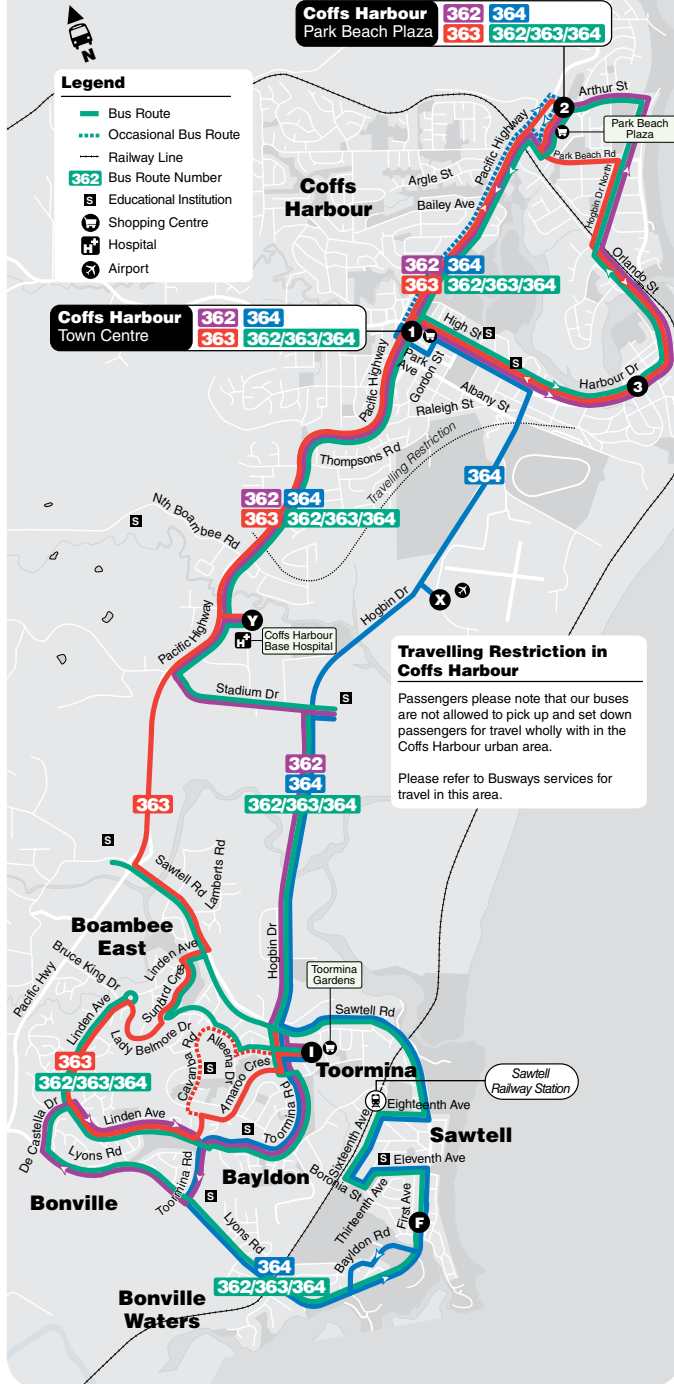 Coffs Harbour
Park Beach Plaza
362 364
363 362/363/364
N
Legend
Bus Route
Occasional Bus Route
Railway Line
362 Bus Route Number
S Educational Institution
Shopping Centre
H Hospital
Airport
2
Arthur St
Park Beach
Plaza
Pacific Highway
Park Beach Rd
Argle St
Coffs
Harbour
Bailey Ave
Hogbin Dr North
Orlando St
362 364
363 362/363/364
Coffs Harbour
Town Centre
362 364
363 362/363/364
1
High St
S
S
Park
Ave
Gordon St
Harbour Dr
3
Pacific Highway
Albany St
Raleigh St
Thompsons Rd
Travelling Restriction
364
362 364
363 362/363/364
Nth Boambee Rd
S
Hogbin Dr
X
Y
H
Coffs Harbour
Base Hospital
Pacific Highway
Stadium Dr
S
Travelling Restriction in
Coffs Harbour
Passengers please note that our buses
are not allowed to pick up and set down
passengers for travel wholly with in the
Coffs Harbour urban area.
Please refer to Busways services for
travel in this area.
362
364
362/363/364
363
S
Sawtell Rd
Lamberts Rd
Boambee
East
Hogbin Dr
Bruce King Dr
Linden Ave
Sunbird Cres
Pacific Hwy
Linden Ave
Lady Belmore Dr
Toormina
Gardens
Sawtell Rd
I
Toormina
Alleena Dr
Cavanba Rd
S
Amaroo Cres
363
362/363/364
Sawtell
Railway Station
Eighteenth Ave
Sawtell
Linden Ave
De Castella Dr
S
Toormina Rd
Sixteenth Ave
S
Eleventh Ave
Lyons Rd
Bayldon
Boronia St
Bonville
Toormina Rd
S
Thirteenth Ave
First Ave
F
Lyons Rd
Bayldon Rd
364
362/363/364
Bonville
Waters